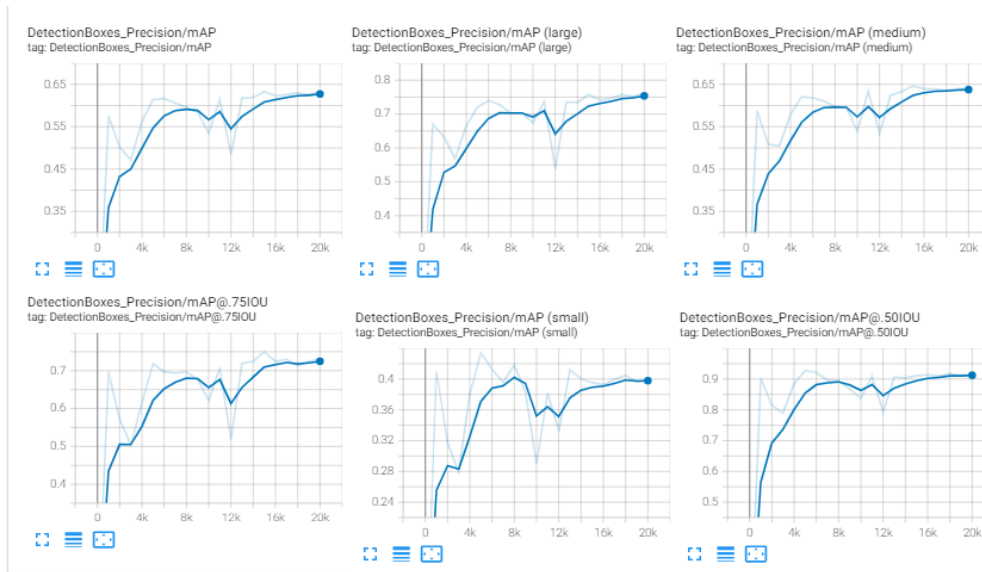 DetectionBoxes_Precision/mAP
tag: DetectionBoxes_Precision/mAP
0.65
0.55
0.45
0.35
0 4k 8k 12k 16k 20k
DetectionBoxes_Precision/mAP (large)
tag: DetectionBoxes_Precision/mAP (large)
0.8
0.7
0.6
0.5
0.4
0 4k 8k 12k 16k 20k
DetectionBoxes_Precision/mAP (medium)
tag: DetectionBoxes_Precision/mAP (medium)
0.65
0.55
0.45
0.35
0 4k 8k 12k 16k 20k
DetectionBoxes_Precision/mAP@.75IOU
tag: DetectionBoxes_Precision/mAP@.75IOU
0.7
0.6
0.5
0.4
0 4k 8k 12k 16k 20k
DetectionBoxes_Precision/mAP (small)
tag: DetectionBoxes_Precision/mAP (small)
0.4
0.36
0.32
0.28
0.24
0 4k 8k 12k 16k 20k
DetectionBoxes_Precision/mAP@.50IOU
tag: DetectionBoxes_Precision/mAP@.50IOU
0.9
0.8
0.7
0.6
0.5
0 4k 8k 12k 16k 20k